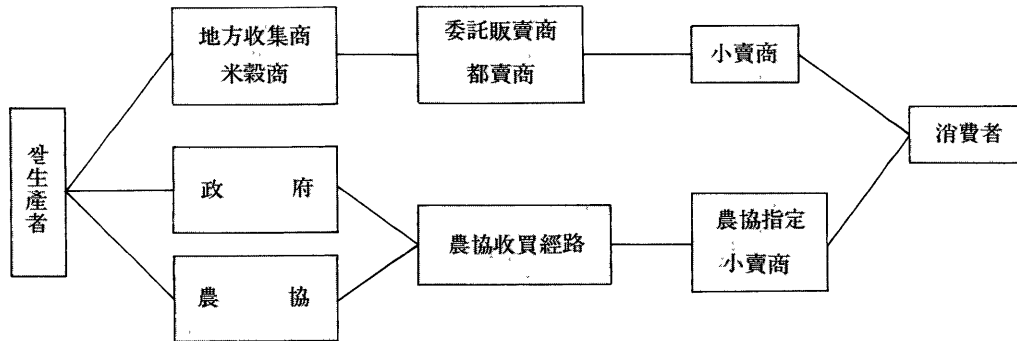 쌀生產者
地方收集商
米穀商
委託販賣商
都賣商
小賣商
消費者
政 府
農 協
農協收買經路
農協指定
小賣商